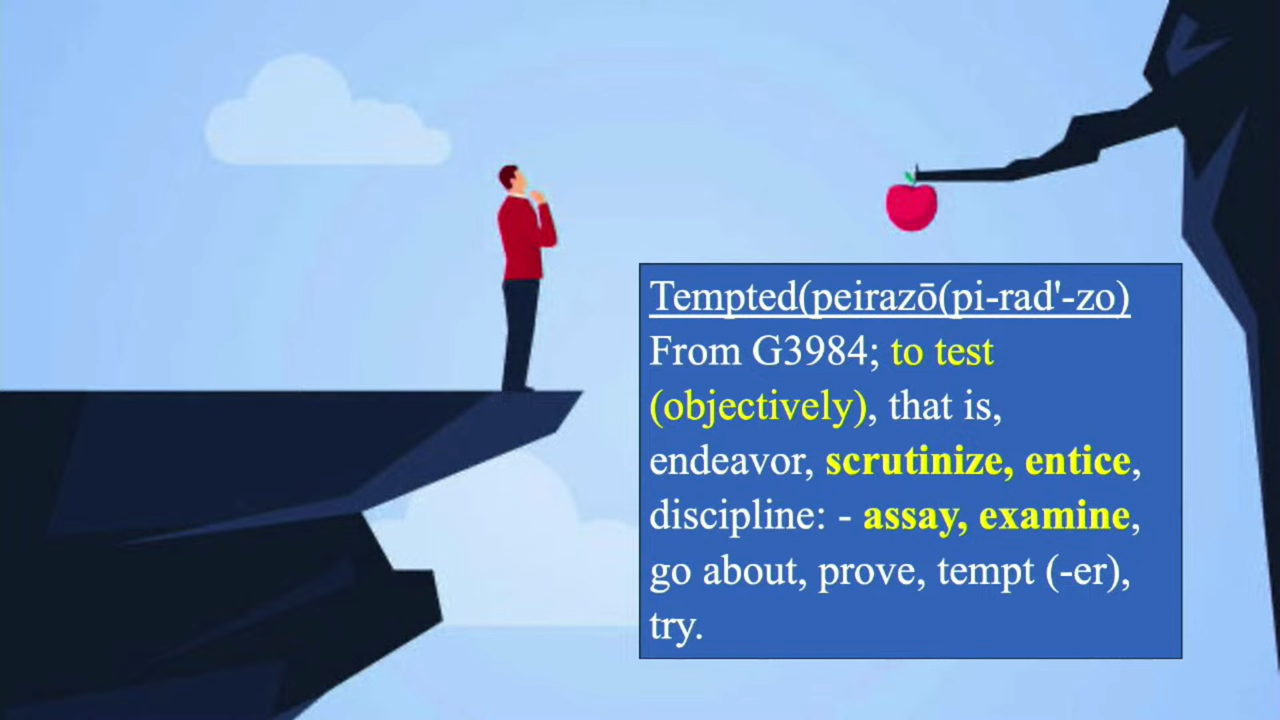 Tempted(peirazō(pi-rad'-zo)
From G3984; to test
(objectively), that is,
endeavor, scrutinize, entice,
discipline: - assay, examine,
go about, prove, tempt (-er),
try.